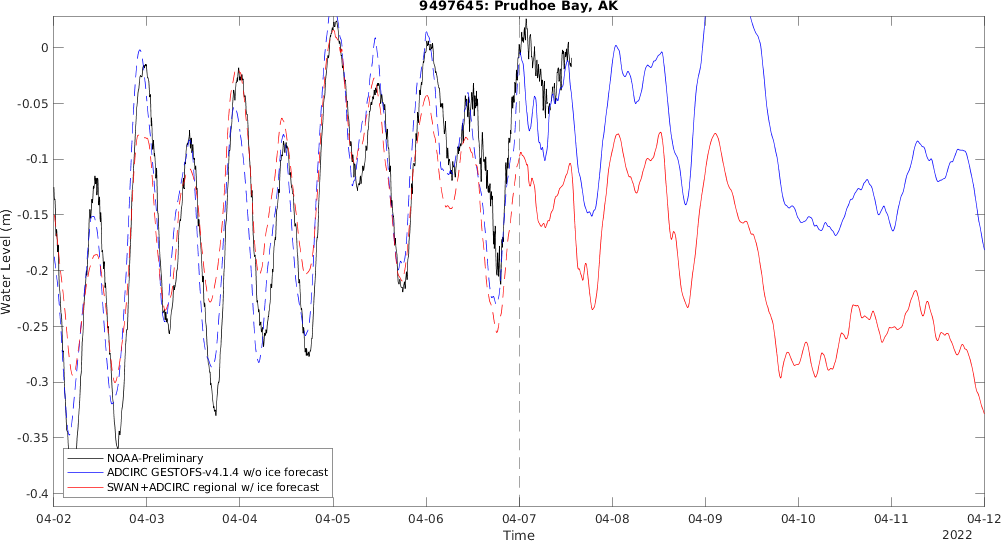 9497645: Prudhoe Bay, AK
Water Level (m)
0
-0.05
-0.1
-0.15
-0.2
-0.25
-0.3
-0.35
-0.4
NOAA-Preliminary
ADCIRC GESTOFS-v4.1.4 w/o ice forecast
SWAN+ADCIRC regional w/ ice forecast
04-02 04-03 04-04 04-05 04-06 04-07 04-08 04-09 04-10 04-11 04-12
Time 2022